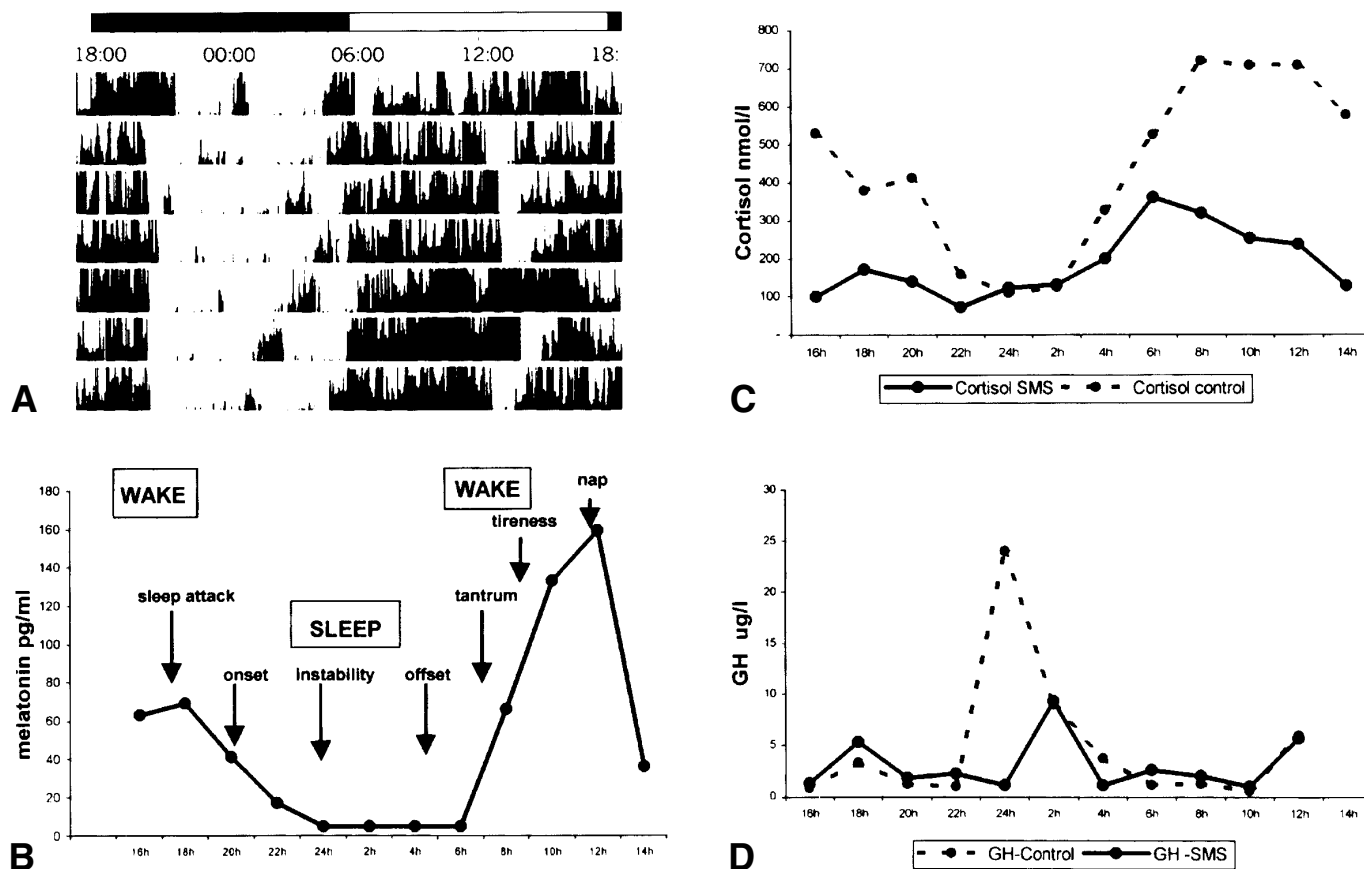 18:00 00:00 06:00 12:00 18:
A
WAKE
WAKE
nap
tireness
sleep attack
tantrum
SLEEP
onset
instability
offset
melatonin pg/ml
180
160
140
120
100
80
60
40
20
0
16h 18h 20h 22h 24h 2h 4h 6h 8h 10h 12h 14h
B
Cortisol nmol/l
800
700
600
500
400
300
200
100
-
16h 18h 20h 22h 24h 2h 4h 6h 8h 10h 12h 14h
Cortisol SMS Cortisol control
C
GH ug/l
30
25
20
15
10
5
0
16h 18h 20h 22h 24h 2h 4h 6h 8h 10h 12h 14h
GH-Control GH -SMS
D